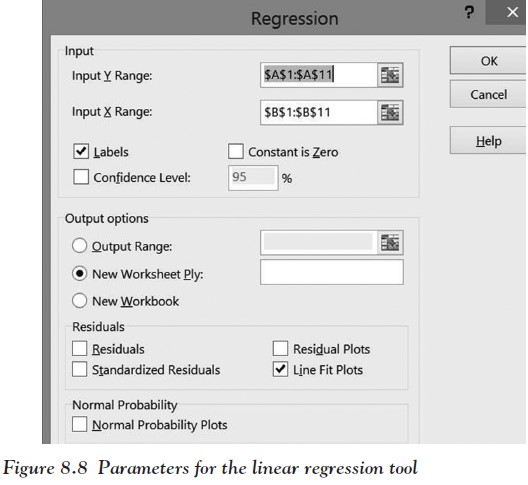 Regression
? ×
Input
Input Y Range: $A$1:$A$11
Input X Range: $B$1:$B$11
Labels Constant is Zero
Confidence Level: 95 %
OK
Cancel
Help
Output options
Output Range:
New Worksheet Ply:
New Workbook
Residuals
Residuals Residual Plots
Standardized Residuals Line Fit Plots
Normal Probability
Normal Probability Plots
Figure 8.8 Parameters for the linear regression tool